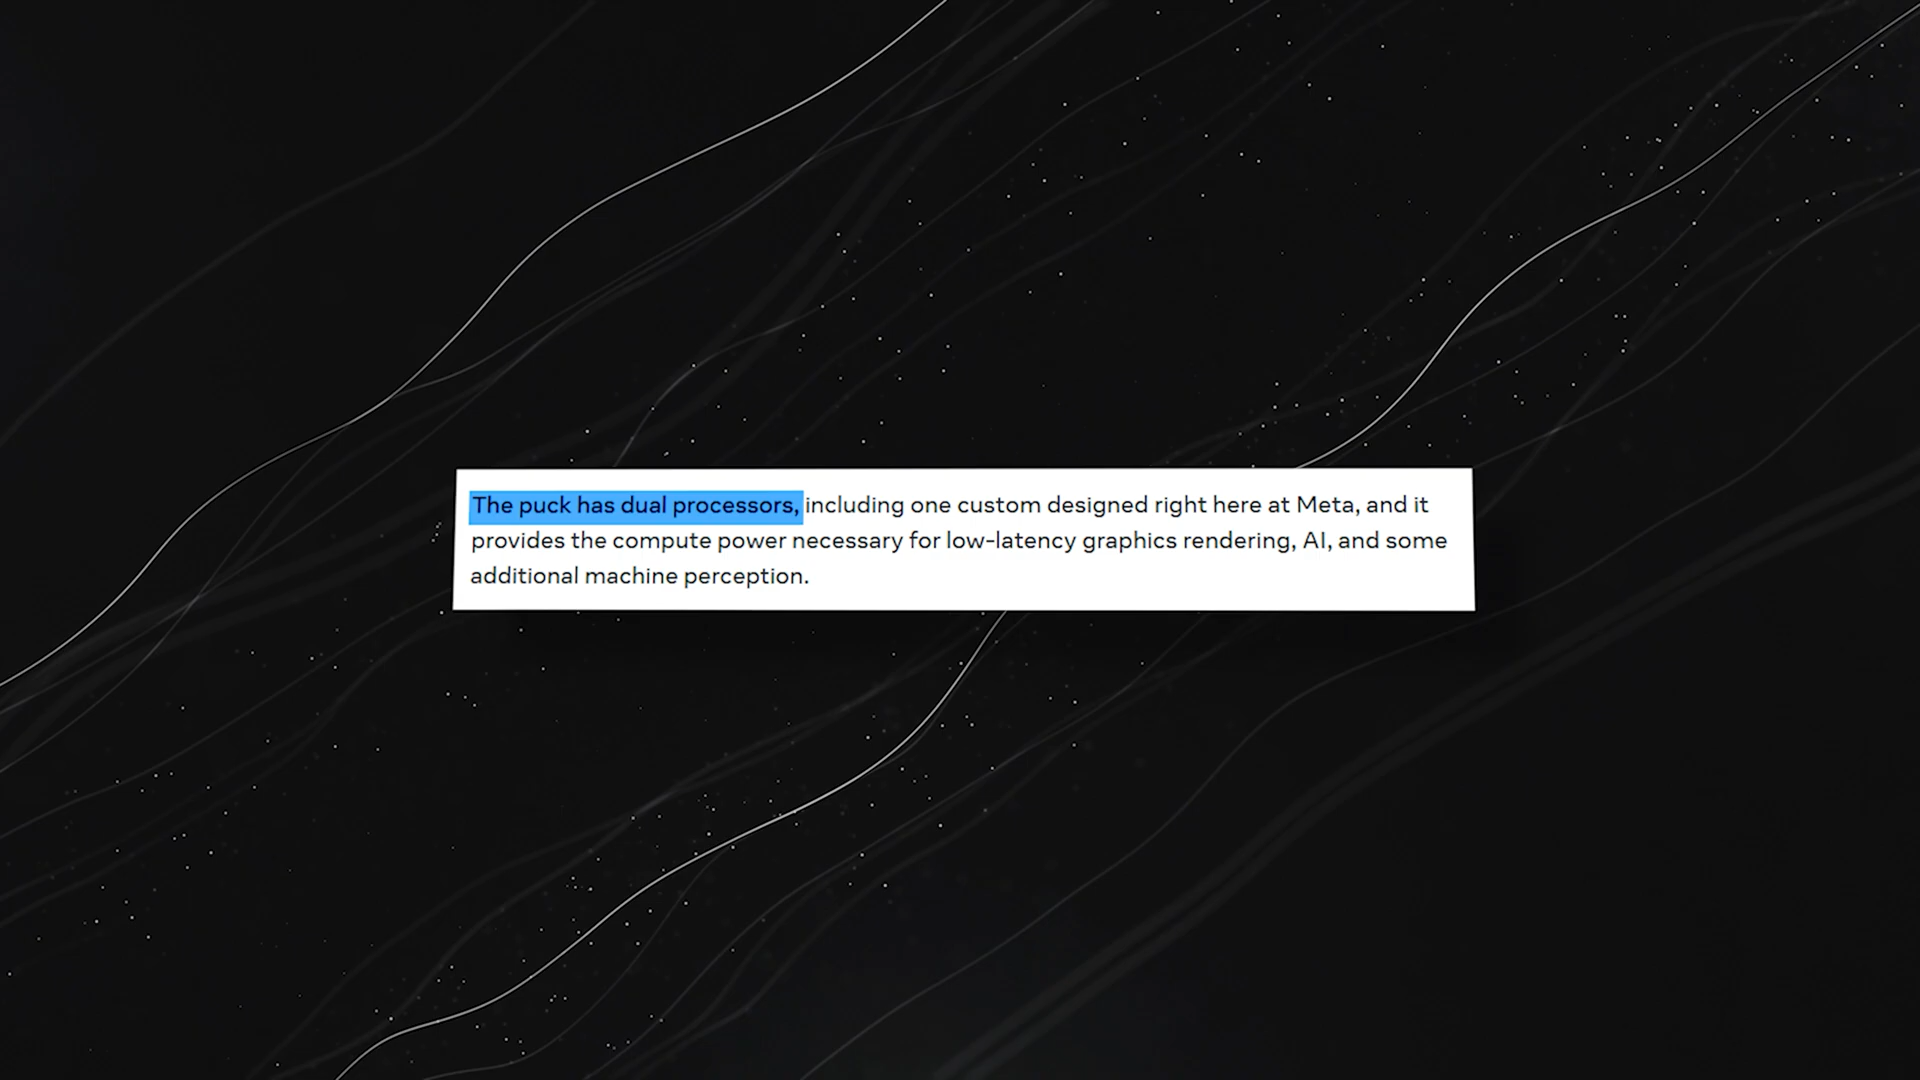 The puck has dual processors, including one custom designed right here at Meta, and it
provides the compute power necessary for low-latency graphics rendering, AI, and some
additional machine perception.